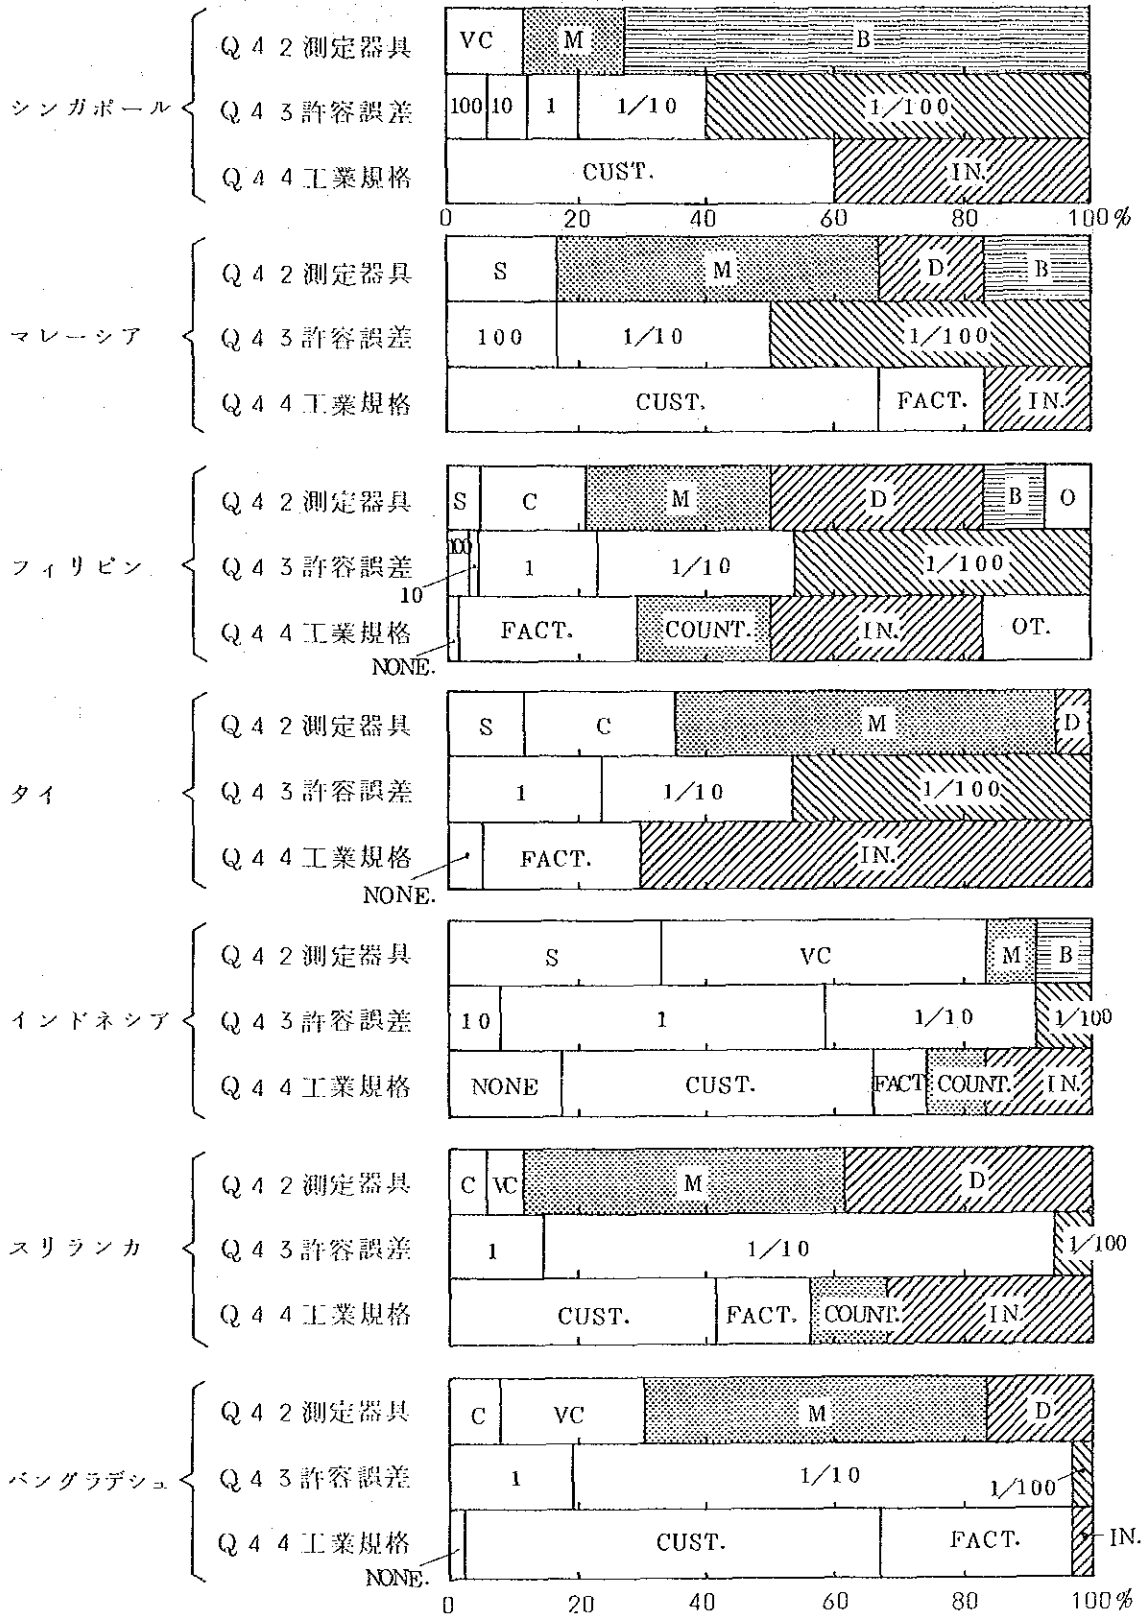 シンガポール
Q42測定器具 VC M B
Q43許容誤差 100 10 1 1/10 1/100
Q44工業規格 CUST. IN.
0 20 40 60 80 100%
マレーシア
Q42測定器具 S M D B
Q43許容誤差 100 1/10 1/100
Q44工業規格 CUST. FACT. IN.
フィリピン
Q42測定器具 S C M D B O
Q43許容誤差 100 10 1 1/10 1/100
Q44工業規格 NONE. FACT. COUNT. IN. OT.
タイ
Q42測定器具 S C M D
Q43許容誤差 1 1/10 1/100
Q44工業規格 NONE. FACT. IN.
インドネシア
Q42測定器具 S VC M B
Q43許容誤差 10 1 1/10 1/100
Q44工業規格 NONE CUST. FACT COUNT. IN.
スリランカ
Q42測定器具 C VC M D
Q43許容誤差 1 1/10 1/100
Q44工業規格 CUST. FACT. COUNT. IN.
バングラデシュ
Q42測定器具 C VC M D
Q43許容誤差 1 1/10 1/100
Q44工業規格 NONE. CUST. FACT. IN.
0 20 40 60 80 100%